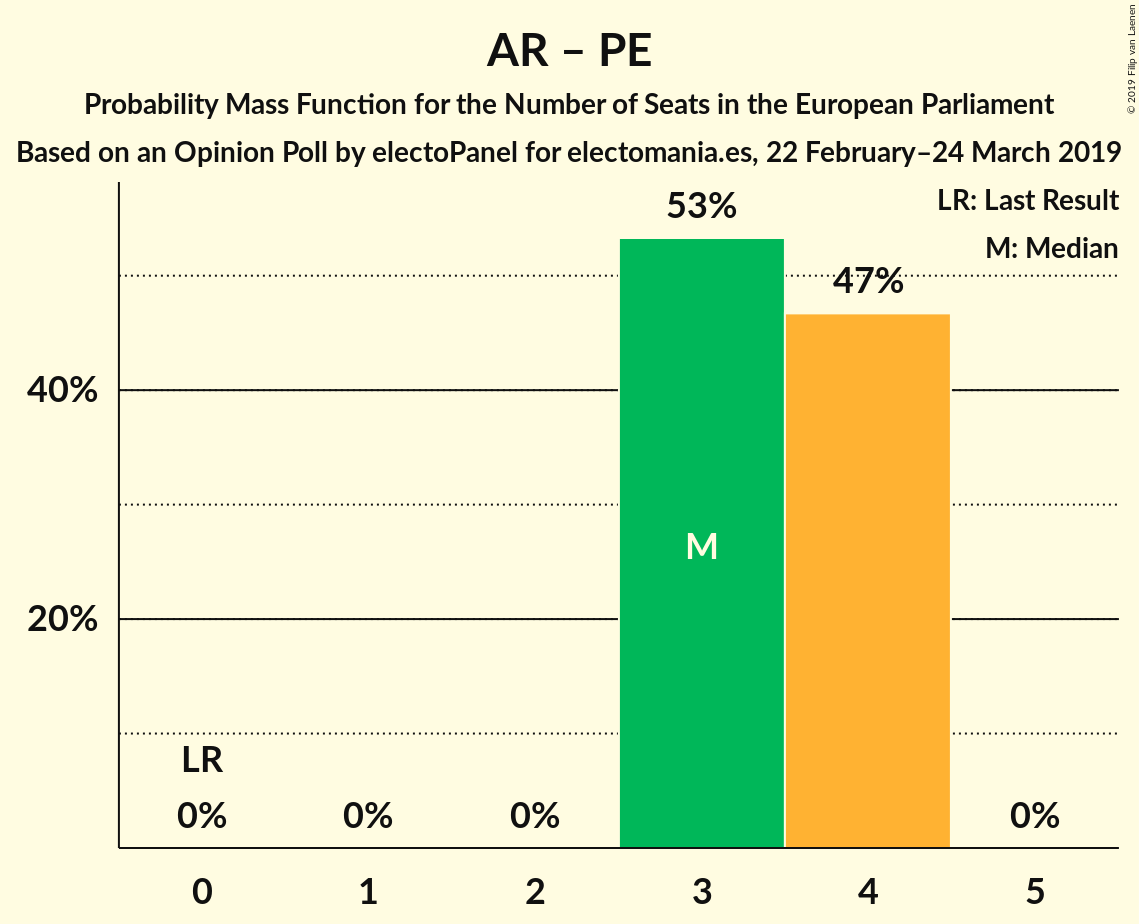 AR – PE
Probability Mass Function for the Number of Seats in the European Parliament
Based on an Opinion Poll by electoPanel for electomania.es, 22 February–24 March 2019
© 2019 Filip van Laenen
LR: Last Result
M: Median
53%
47%
40%
M
20%
LR
0% 0% 0% 0%
0 1 2 3 4 5